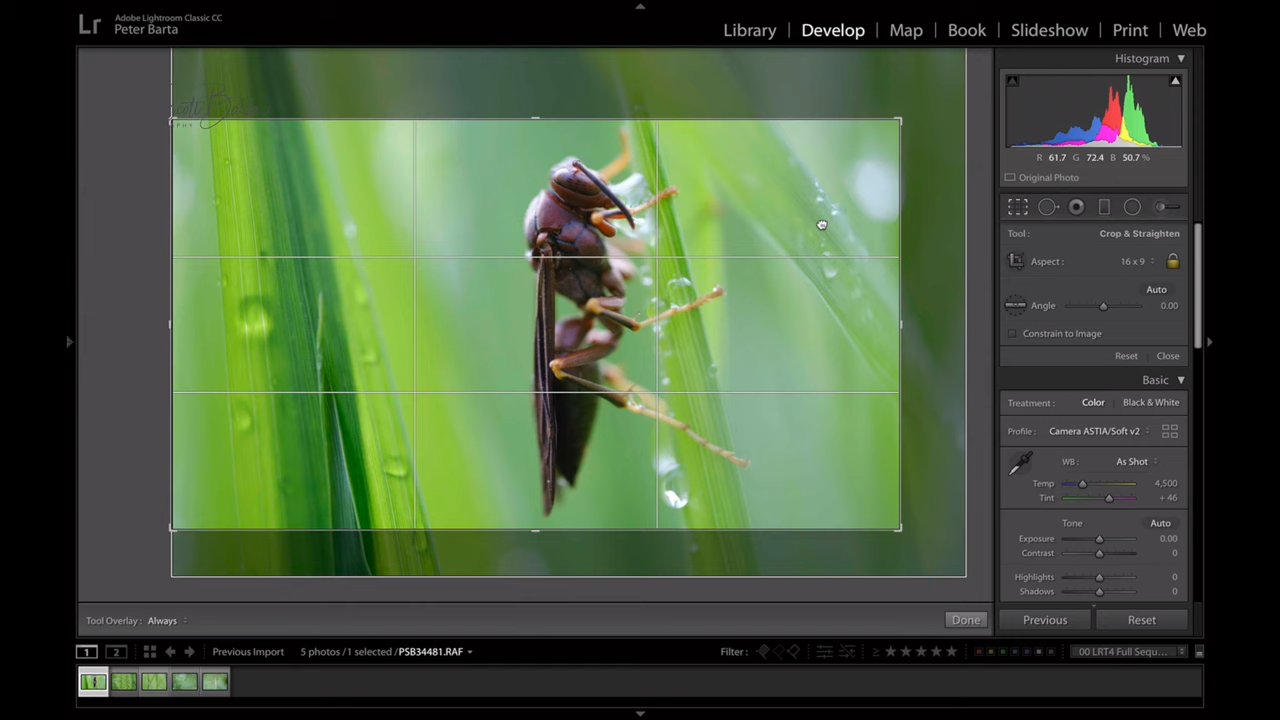 Lr
Adobe Lightroom Classic CC
Peter Barta
Library | Develop | Map | Book | Slideshow | Print | Web
Histogram
R 61.7 G 72.4 B 50.7 %
Original Photo
Tool: Crop & Straighten
Aspect: 16 x 9
Auto
Angle 0.00
Constrain to Image
Reset Close
Basic
Treatment: Color Black & White
Profile: Camera ASTIA/Soft v2
WB: As Shot
Temp 4,500
Tint + 46
Tone Auto
Exposure 0.00
Contrast 0
Highlights 0
Shadows 0
Tool Overlay: Always
Done
Previous Reset
1 2 Previous Import 5 photos /1 selected /PSB34481.RAF
Filter: ≥ ★★★★★ 00 LRT4 Full Sequ...